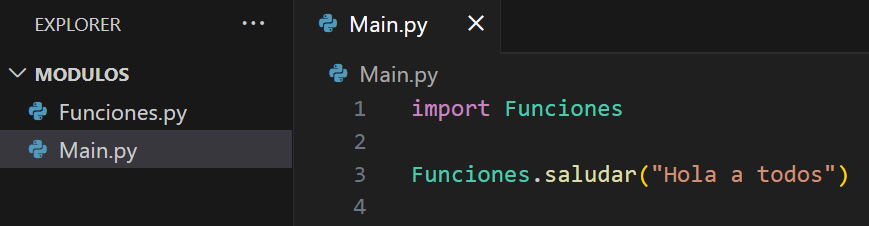 EXPLORER ...
MODULOS
Funciones.py
Main.py
Main.py
Main.py
1 import Funciones
2
3 Funciones.saludar("Hola a todos")
4